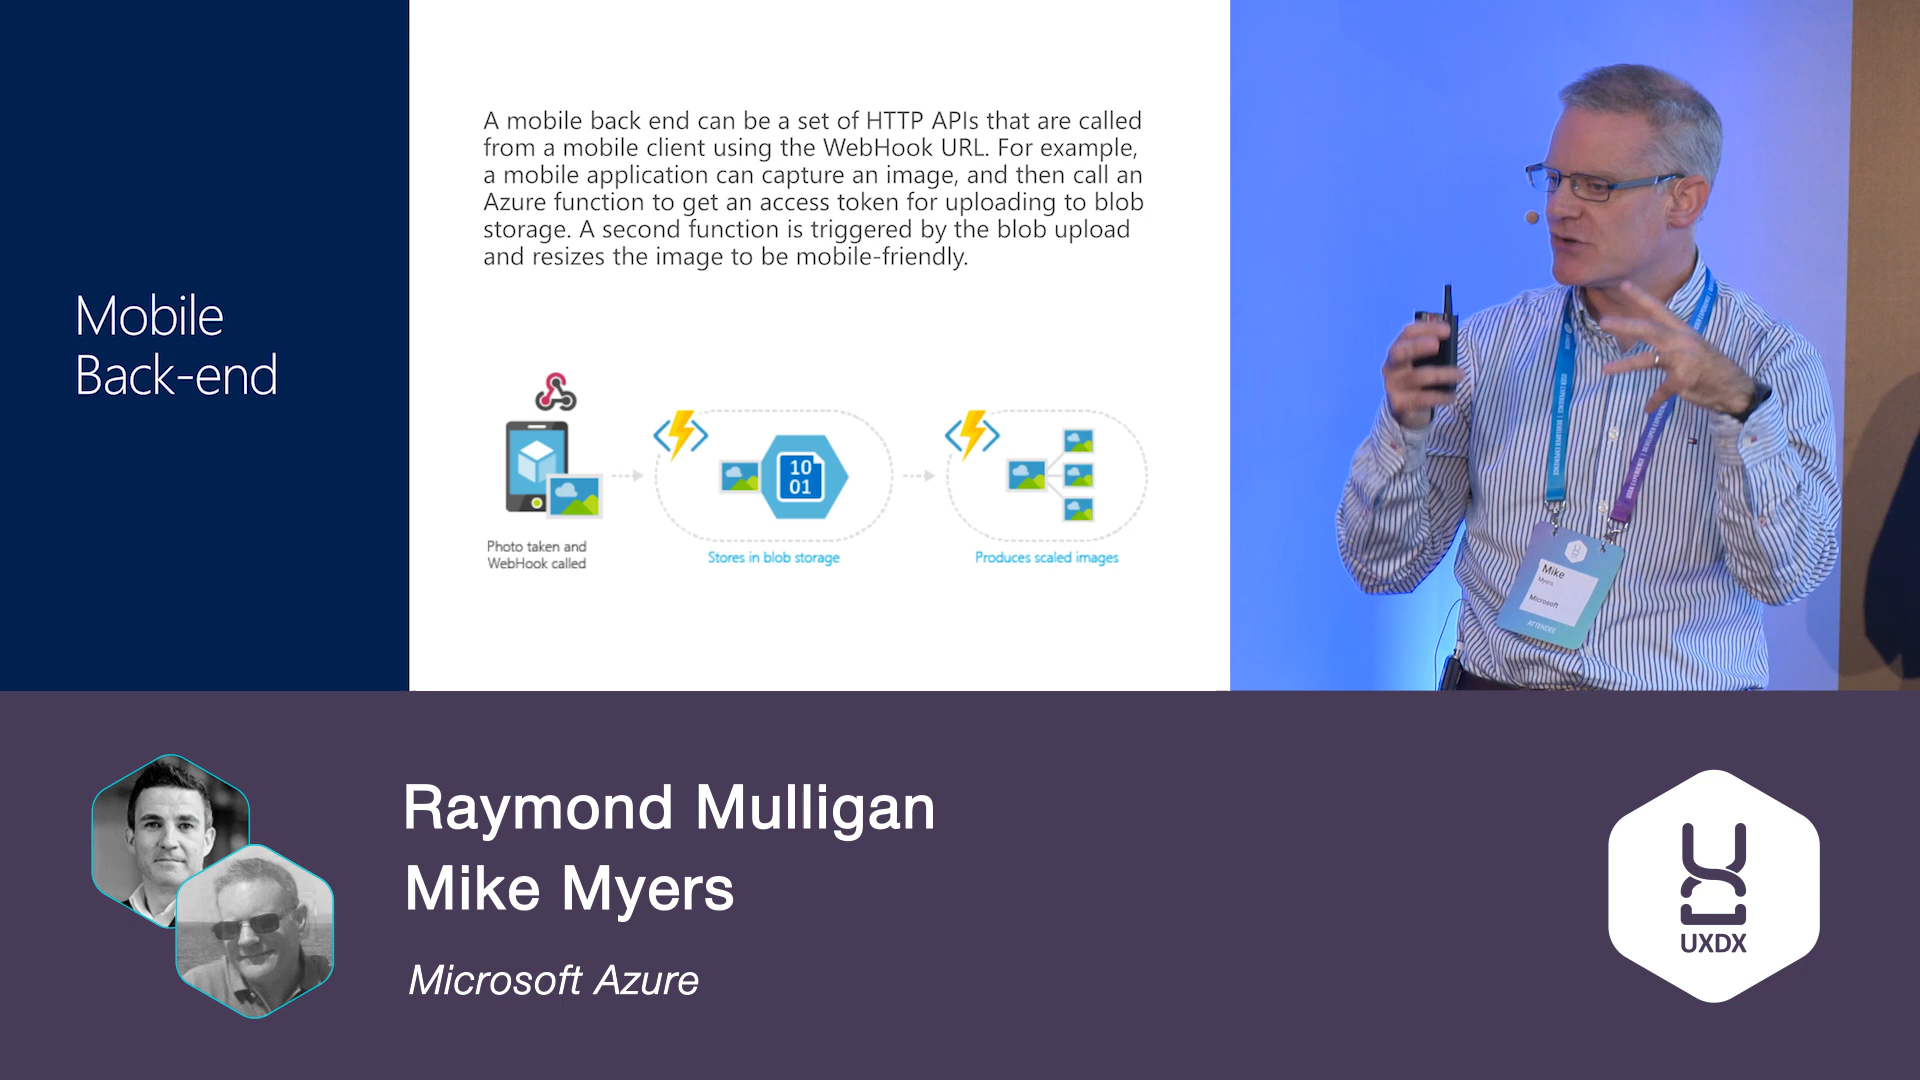 Mobile
Back-end
A mobile back end can be a set of HTTP APIs that are called
from a mobile client using the WebHook URL. For example,
a mobile application can capture an image, and then call an
Azure function to get an access token for uploading to blob
storage. A second function is triggered by the blob upload
and resizes the image to be mobile-friendly.
10
01
Photo taken and
WebHook called
Stores in blob storage
Produces scaled images
Mike
Myers
Microsoft
ATTENDEE
Raymond Mulligan
Mike Myers
Microsoft Azure
UXDX